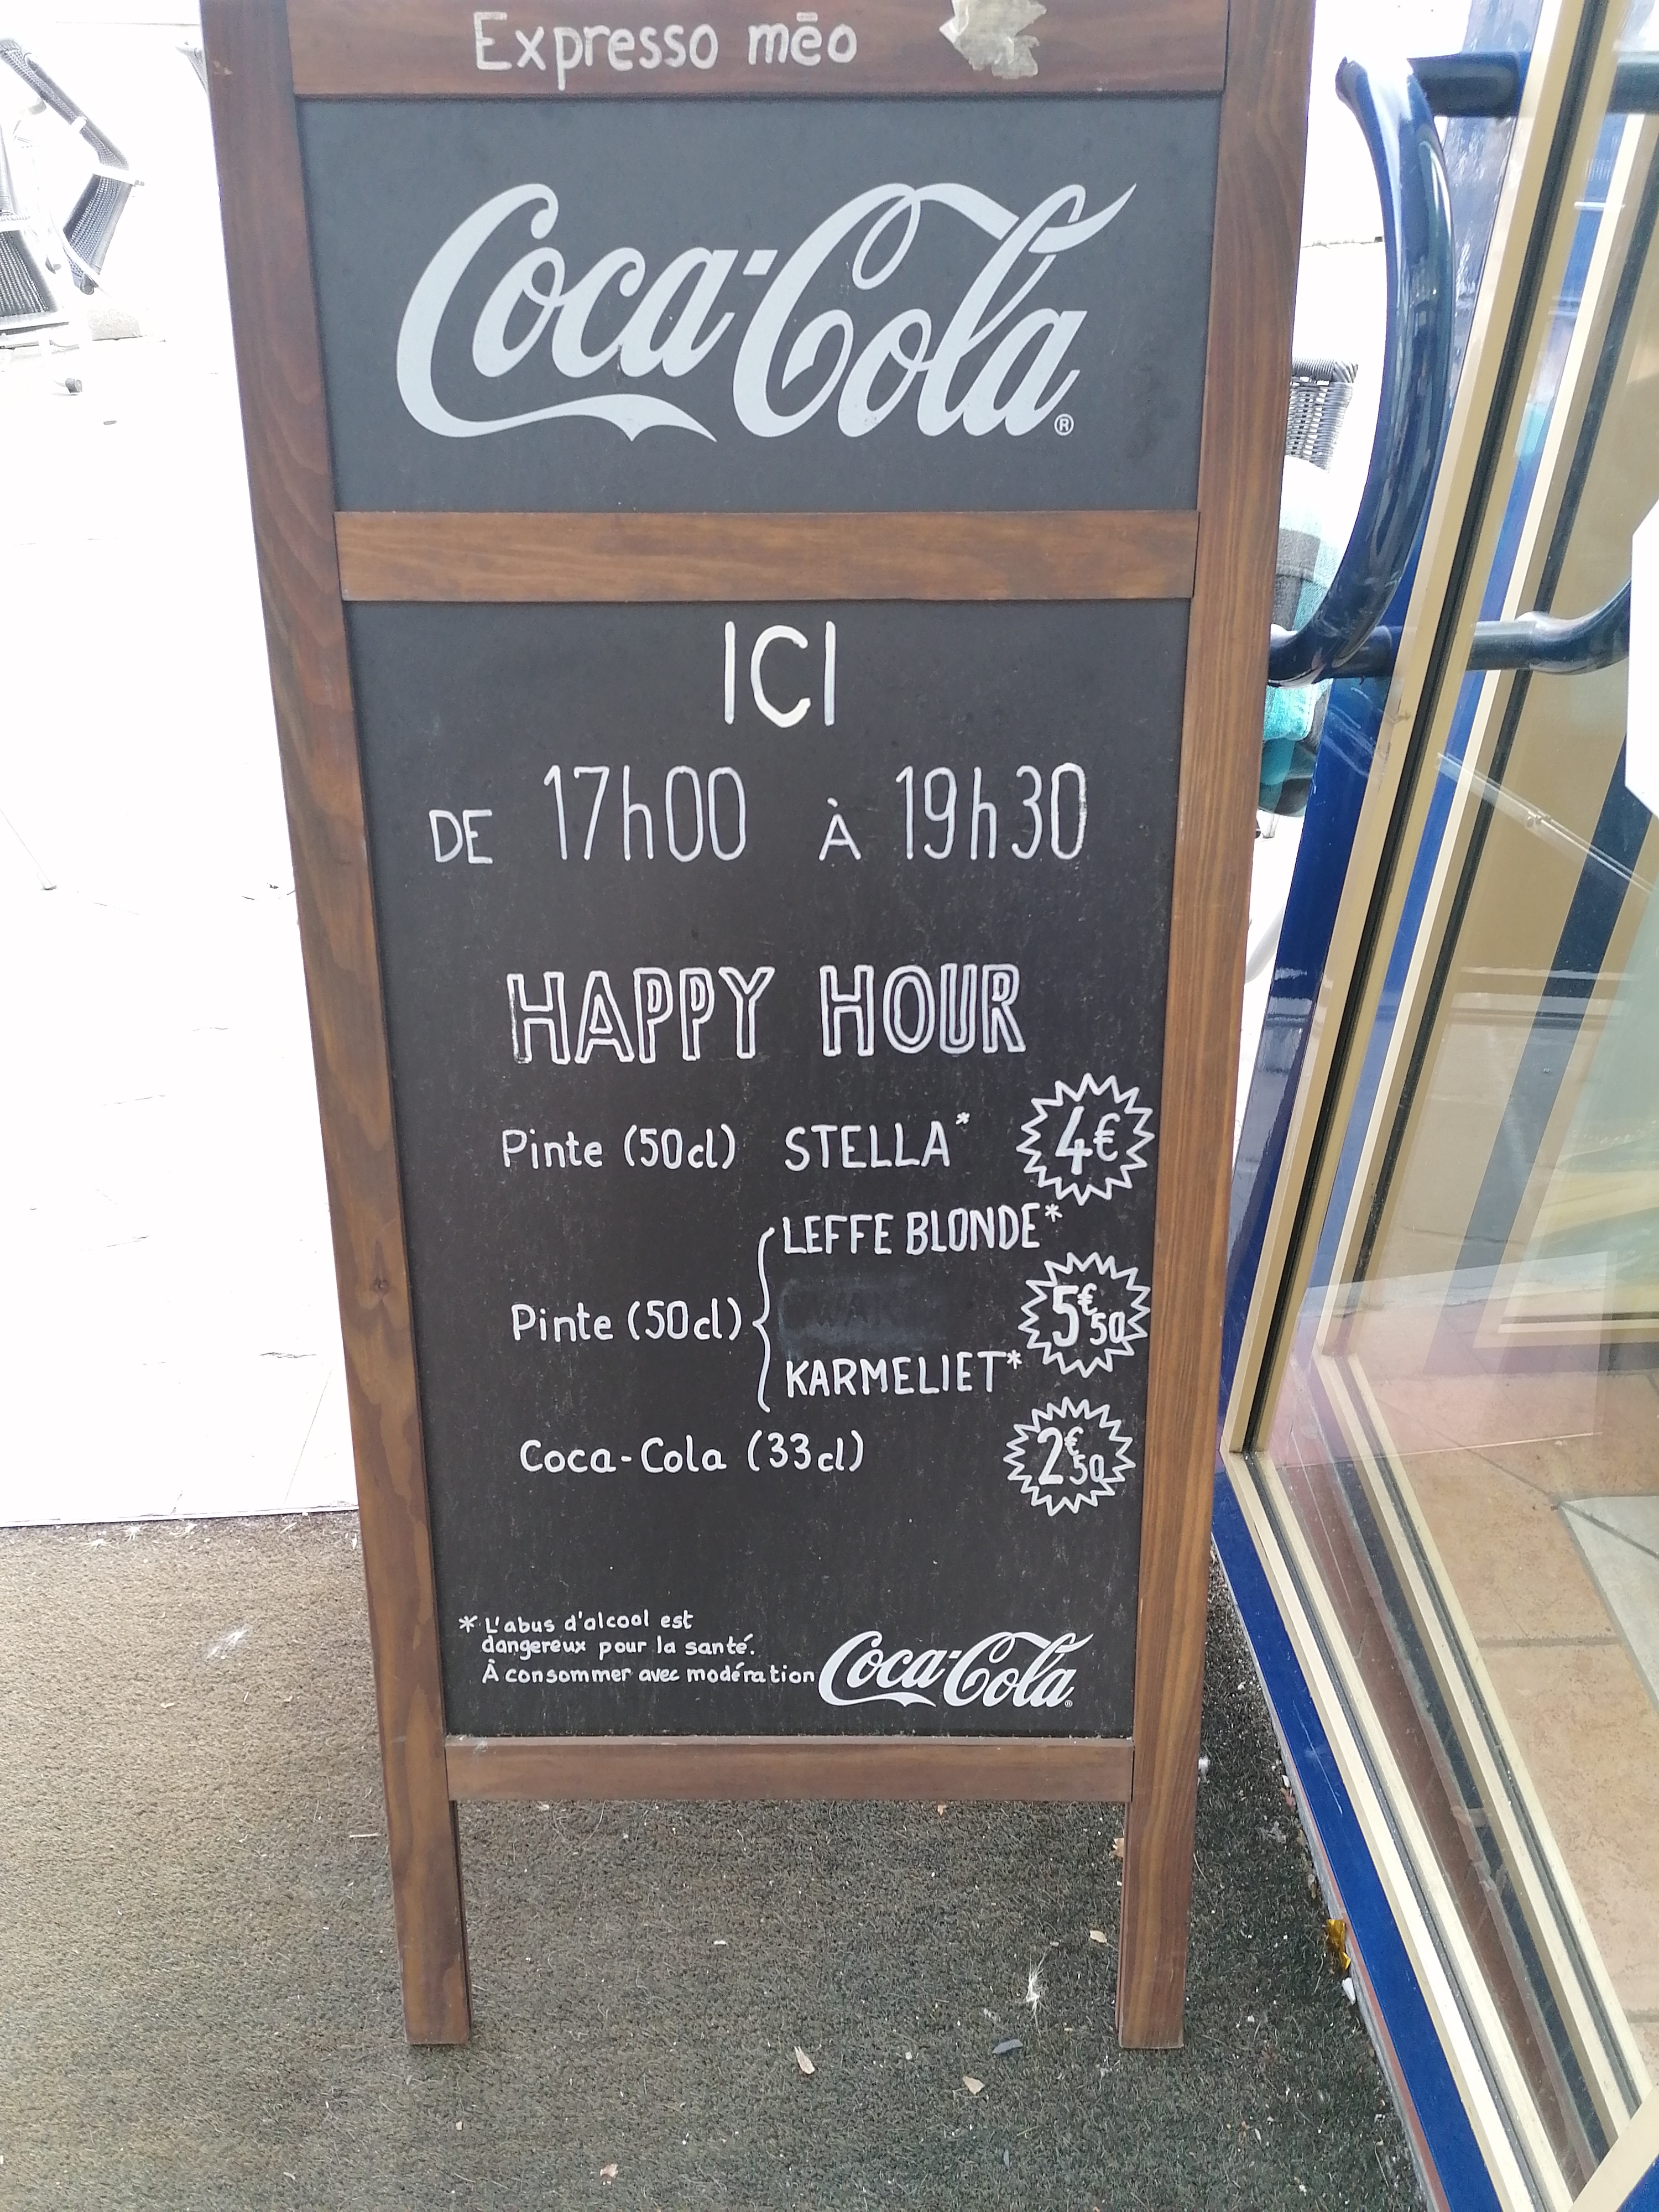 Expresso mēo
Coca-Cola®
ICI
DE 17h00 À 19h30
HAPPY HOUR
Pinte (50cl) STELLA* 4€
LEFFE BLONDE*
Pinte (50cl) 5€50
KARMELIET*
Coca-Cola (33cl) 2€50
* L'abus d'alcool est
dangereux pour la santé.
À consommer avec modération
Coca-Cola®